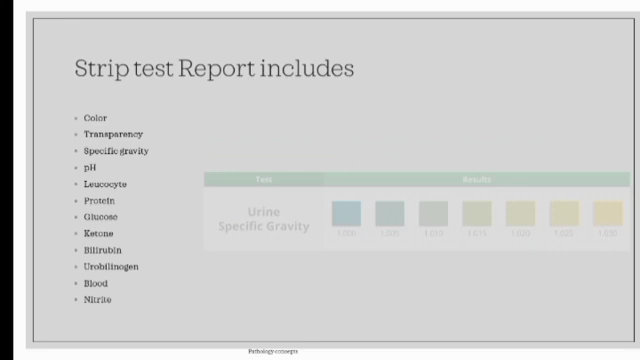 Strip test Report includes
Color
Transparency
Specific gravity
pH
Leucocyte
Protein
Glucose
Ketone
Bilirubin
Urobilinogen
Blood
Nitrite
Test Results
Urine
Specific Gravity
1.000 1.005 1.010 1.015 1.020 1.025 1.030
Pathology concepts